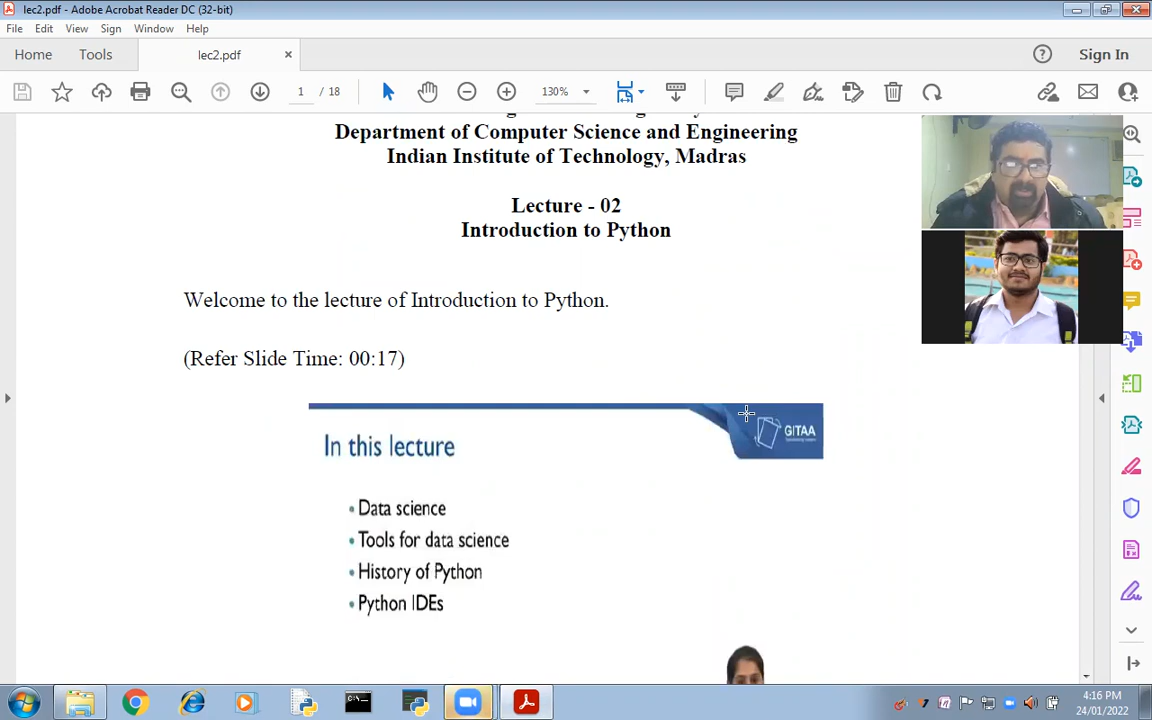 lec2.pdf - Adobe Acrobat Reader DC (32-bit)
File Edit View Sign Window Help
Home Tools lec2.pdf × Sign In
1 / 18 130%
Department of Computer Science and Engineering
Indian Institute of Technology, Madras
Lecture - 02
Introduction to Python
Welcome to the lecture of Introduction to Python.
(Refer Slide Time: 00:17)
GITAA
In this lecture
• Data science
• Tools for data science
• History of Python
• Python IDEs
4:16 PM
24/01/2022